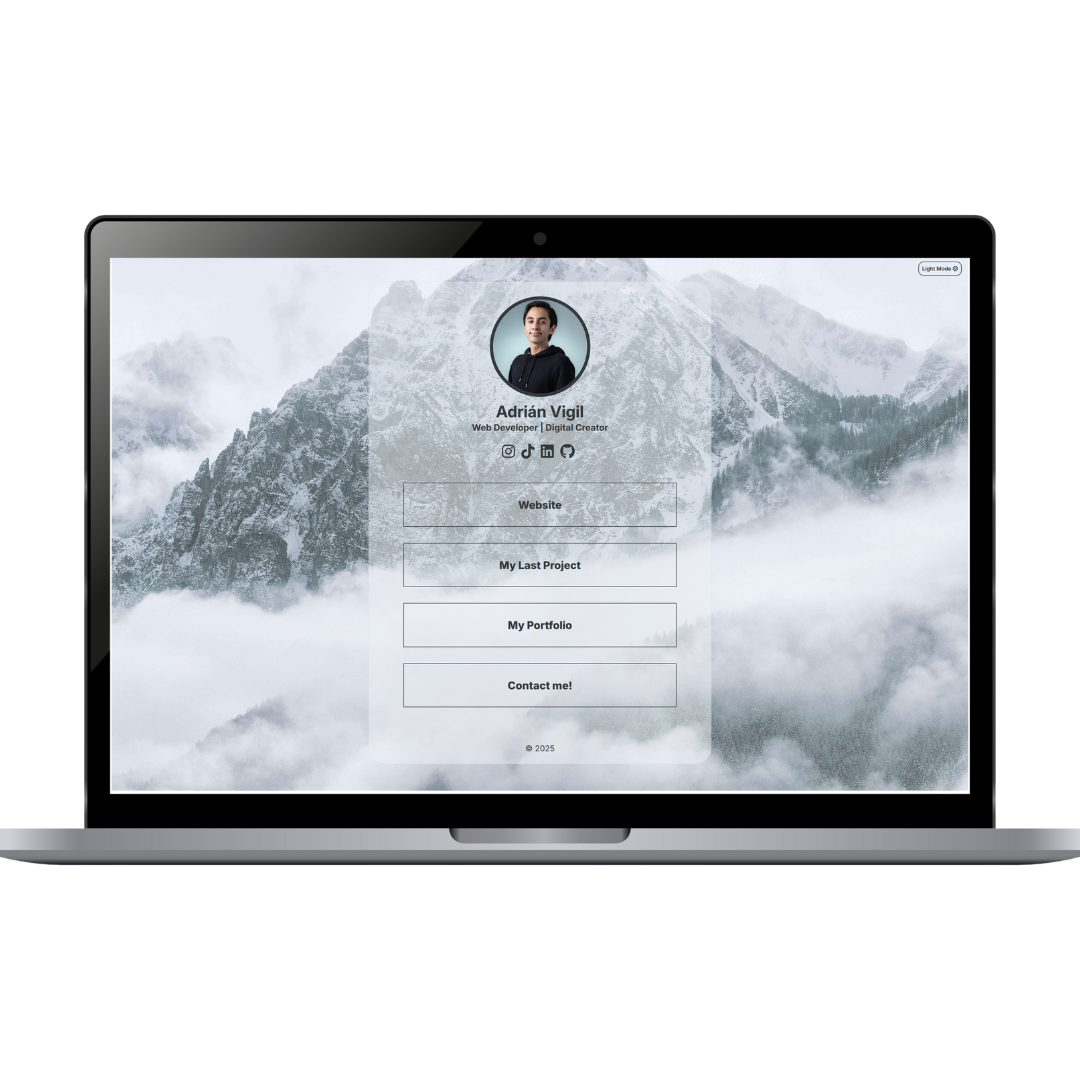 Light Mode
Adrián Vigil
Web Developer | Digital Creator
Website
My Last Project
My Portfolio
Contact me!
© 2025